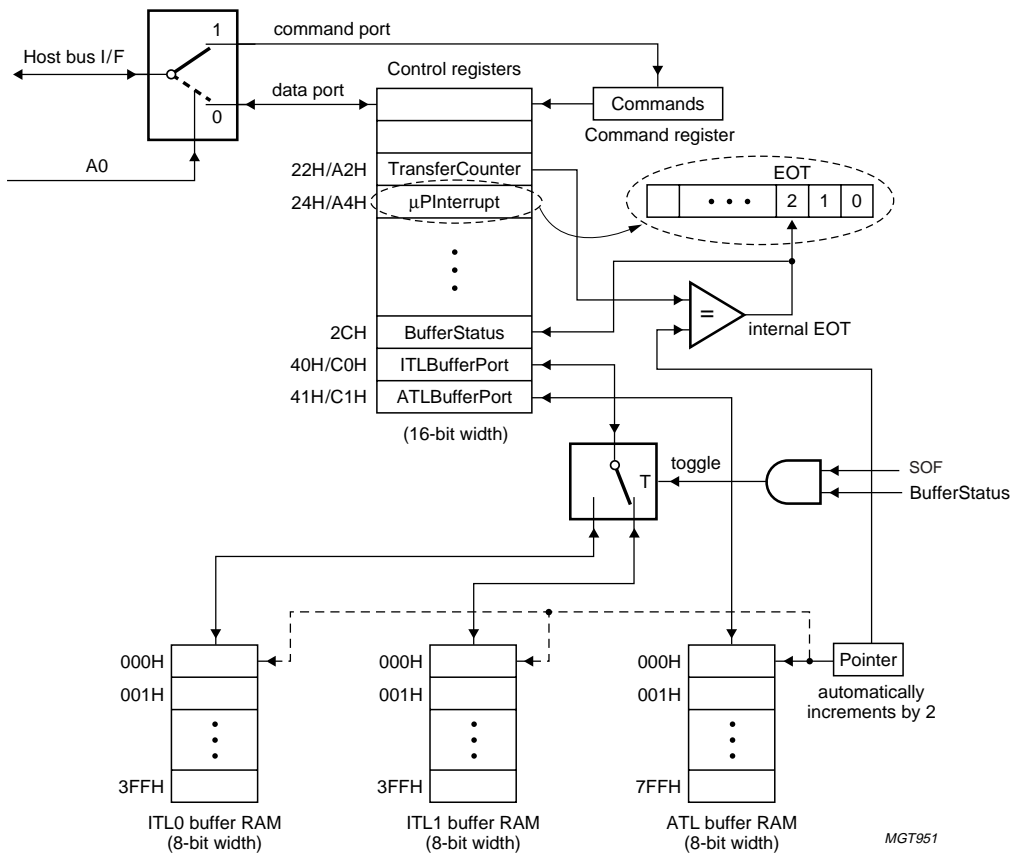 1
command port
Host bus I/F
Control registers
data port
Commands
0
Command register
A0
22H/A2H TransferCounter
EOT
24H/A4H μPInterrupt
• • • 2 1 0
=
internal EOT
2CH BufferStatus
40H/C0H ITLBufferPort
41H/C1H ATLBufferPort
(16-bit width)
toggle
SOF
T
BufferStatus
000H 000H 000H Pointer
001H 001H 001H automatically
increments by 2
3FFH 3FFH 7FFH
ITL0 buffer RAM ITL1 buffer RAM ATL buffer RAM
(8-bit width) (8-bit width) (8-bit width)
MGT951